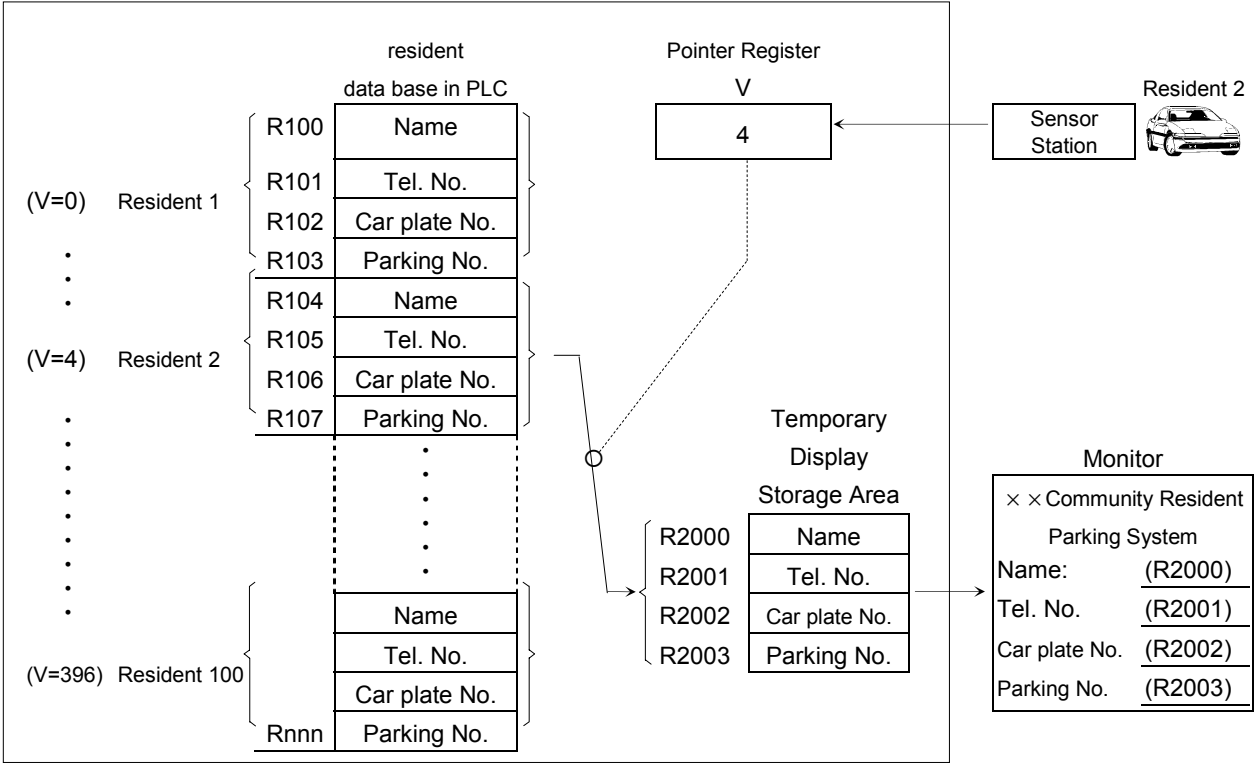 resident
data base in PLC
Pointer Register
V
4
Sensor
Station
Resident 2
(V=0) Resident 1
R100 Name
R101 Tel. No.
R102 Car plate No.
R103 Parking No.
(V=4) Resident 2
R104 Name
R105 Tel. No.
R106 Car plate No.
R107 Parking No.
(V=396) Resident 100
Name
Tel. No.
Car plate No.
Rnnn Parking No.
Temporary
Display
Storage Area
R2000 Name
R2001 Tel. No.
R2002 Car plate No.
R2003 Parking No.
Monitor
××Community Resident
Parking System
Name: (R2000)
Tel. No. (R2001)
Car plate No. (R2002)
Parking No. (R2003)